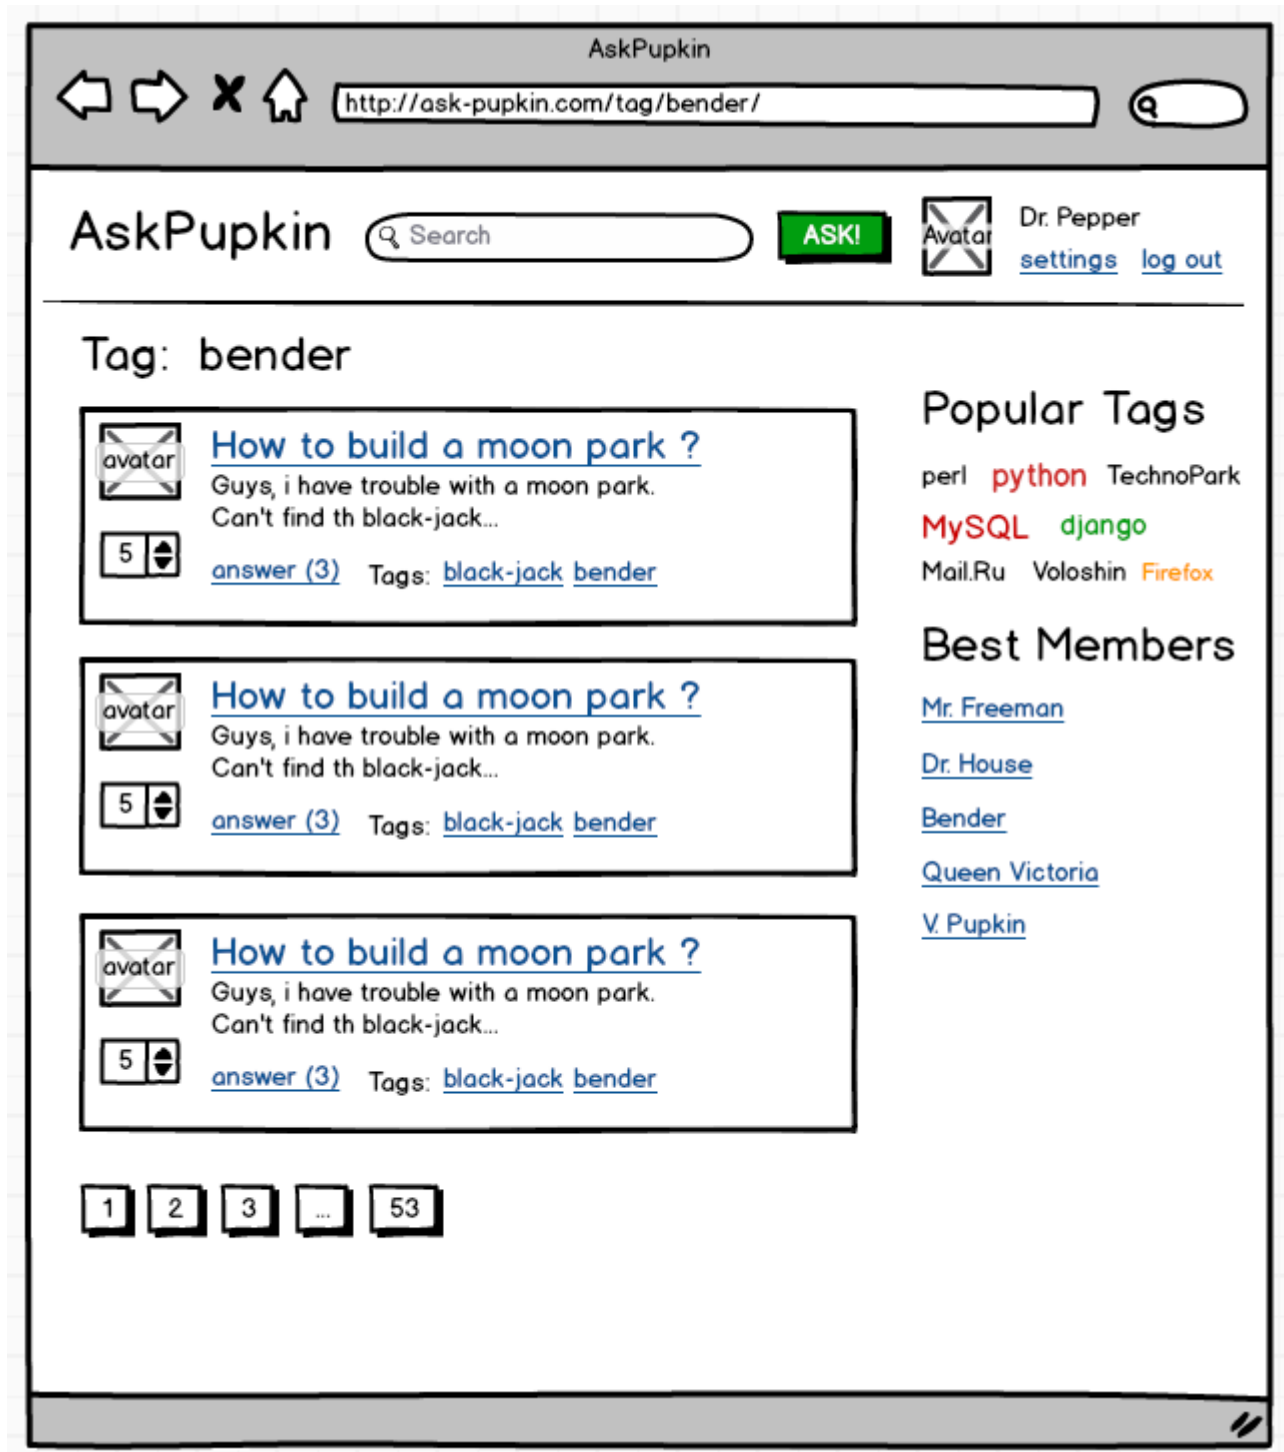 AskPupkin
http://ask-pupkin.com/tag/bender/
AskPupkin
Search
ASK!
Avatar
Dr. Pepper
settings log out
Tag: bender
avatar
How to build a moon park ?
Guys, i have trouble with a moon park.
Can't find th black-jack...
5
answer (3) Tags: black-jack bender
avatar
How to build a moon park ?
Guys, i have trouble with a moon park.
Can't find th black-jack...
5
answer (3) Tags: black-jack bender
avatar
How to build a moon park ?
Guys, i have trouble with a moon park.
Can't find th black-jack...
5
answer (3) Tags: black-jack bender
1 2 3 ... 53
Popular Tags
perl python TechnoPark
MySQL django
Mail.Ru Voloshin Firefox
Best Members
Mr. Freeman
Dr. House
Bender
Queen Victoria
V. Pupkin